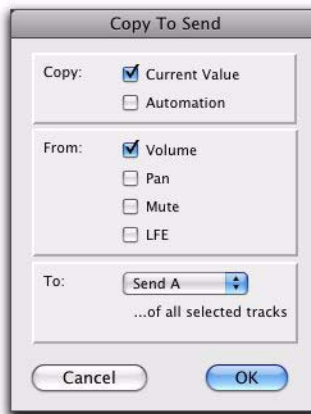 Copy To Send
Copy: Current Value
Automation
From: Volume
Pan
Mute
LFE
To: Send A
...of all selected tracks
Cancel OK